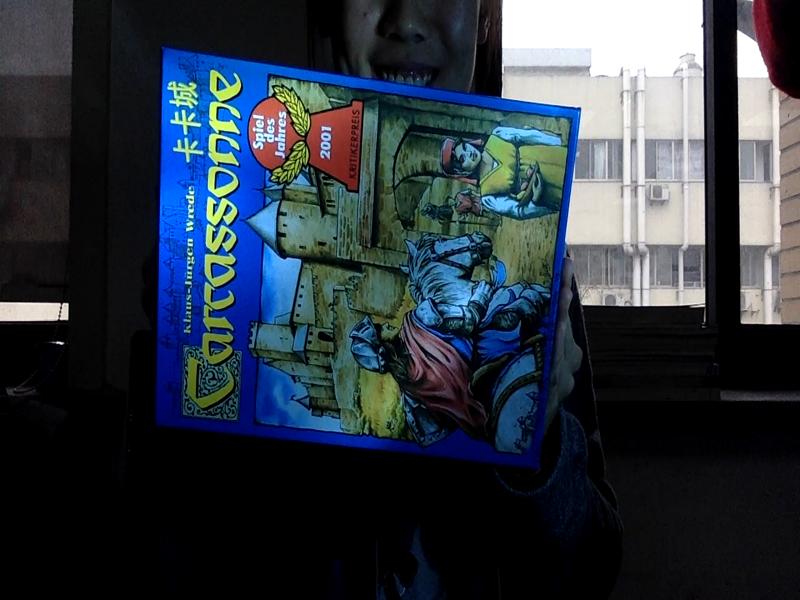 卡卡城
Klaus-Jürgen Wrede
Carcassonne
Spiel
des
Jahres
2001
KRITIKERPREIS